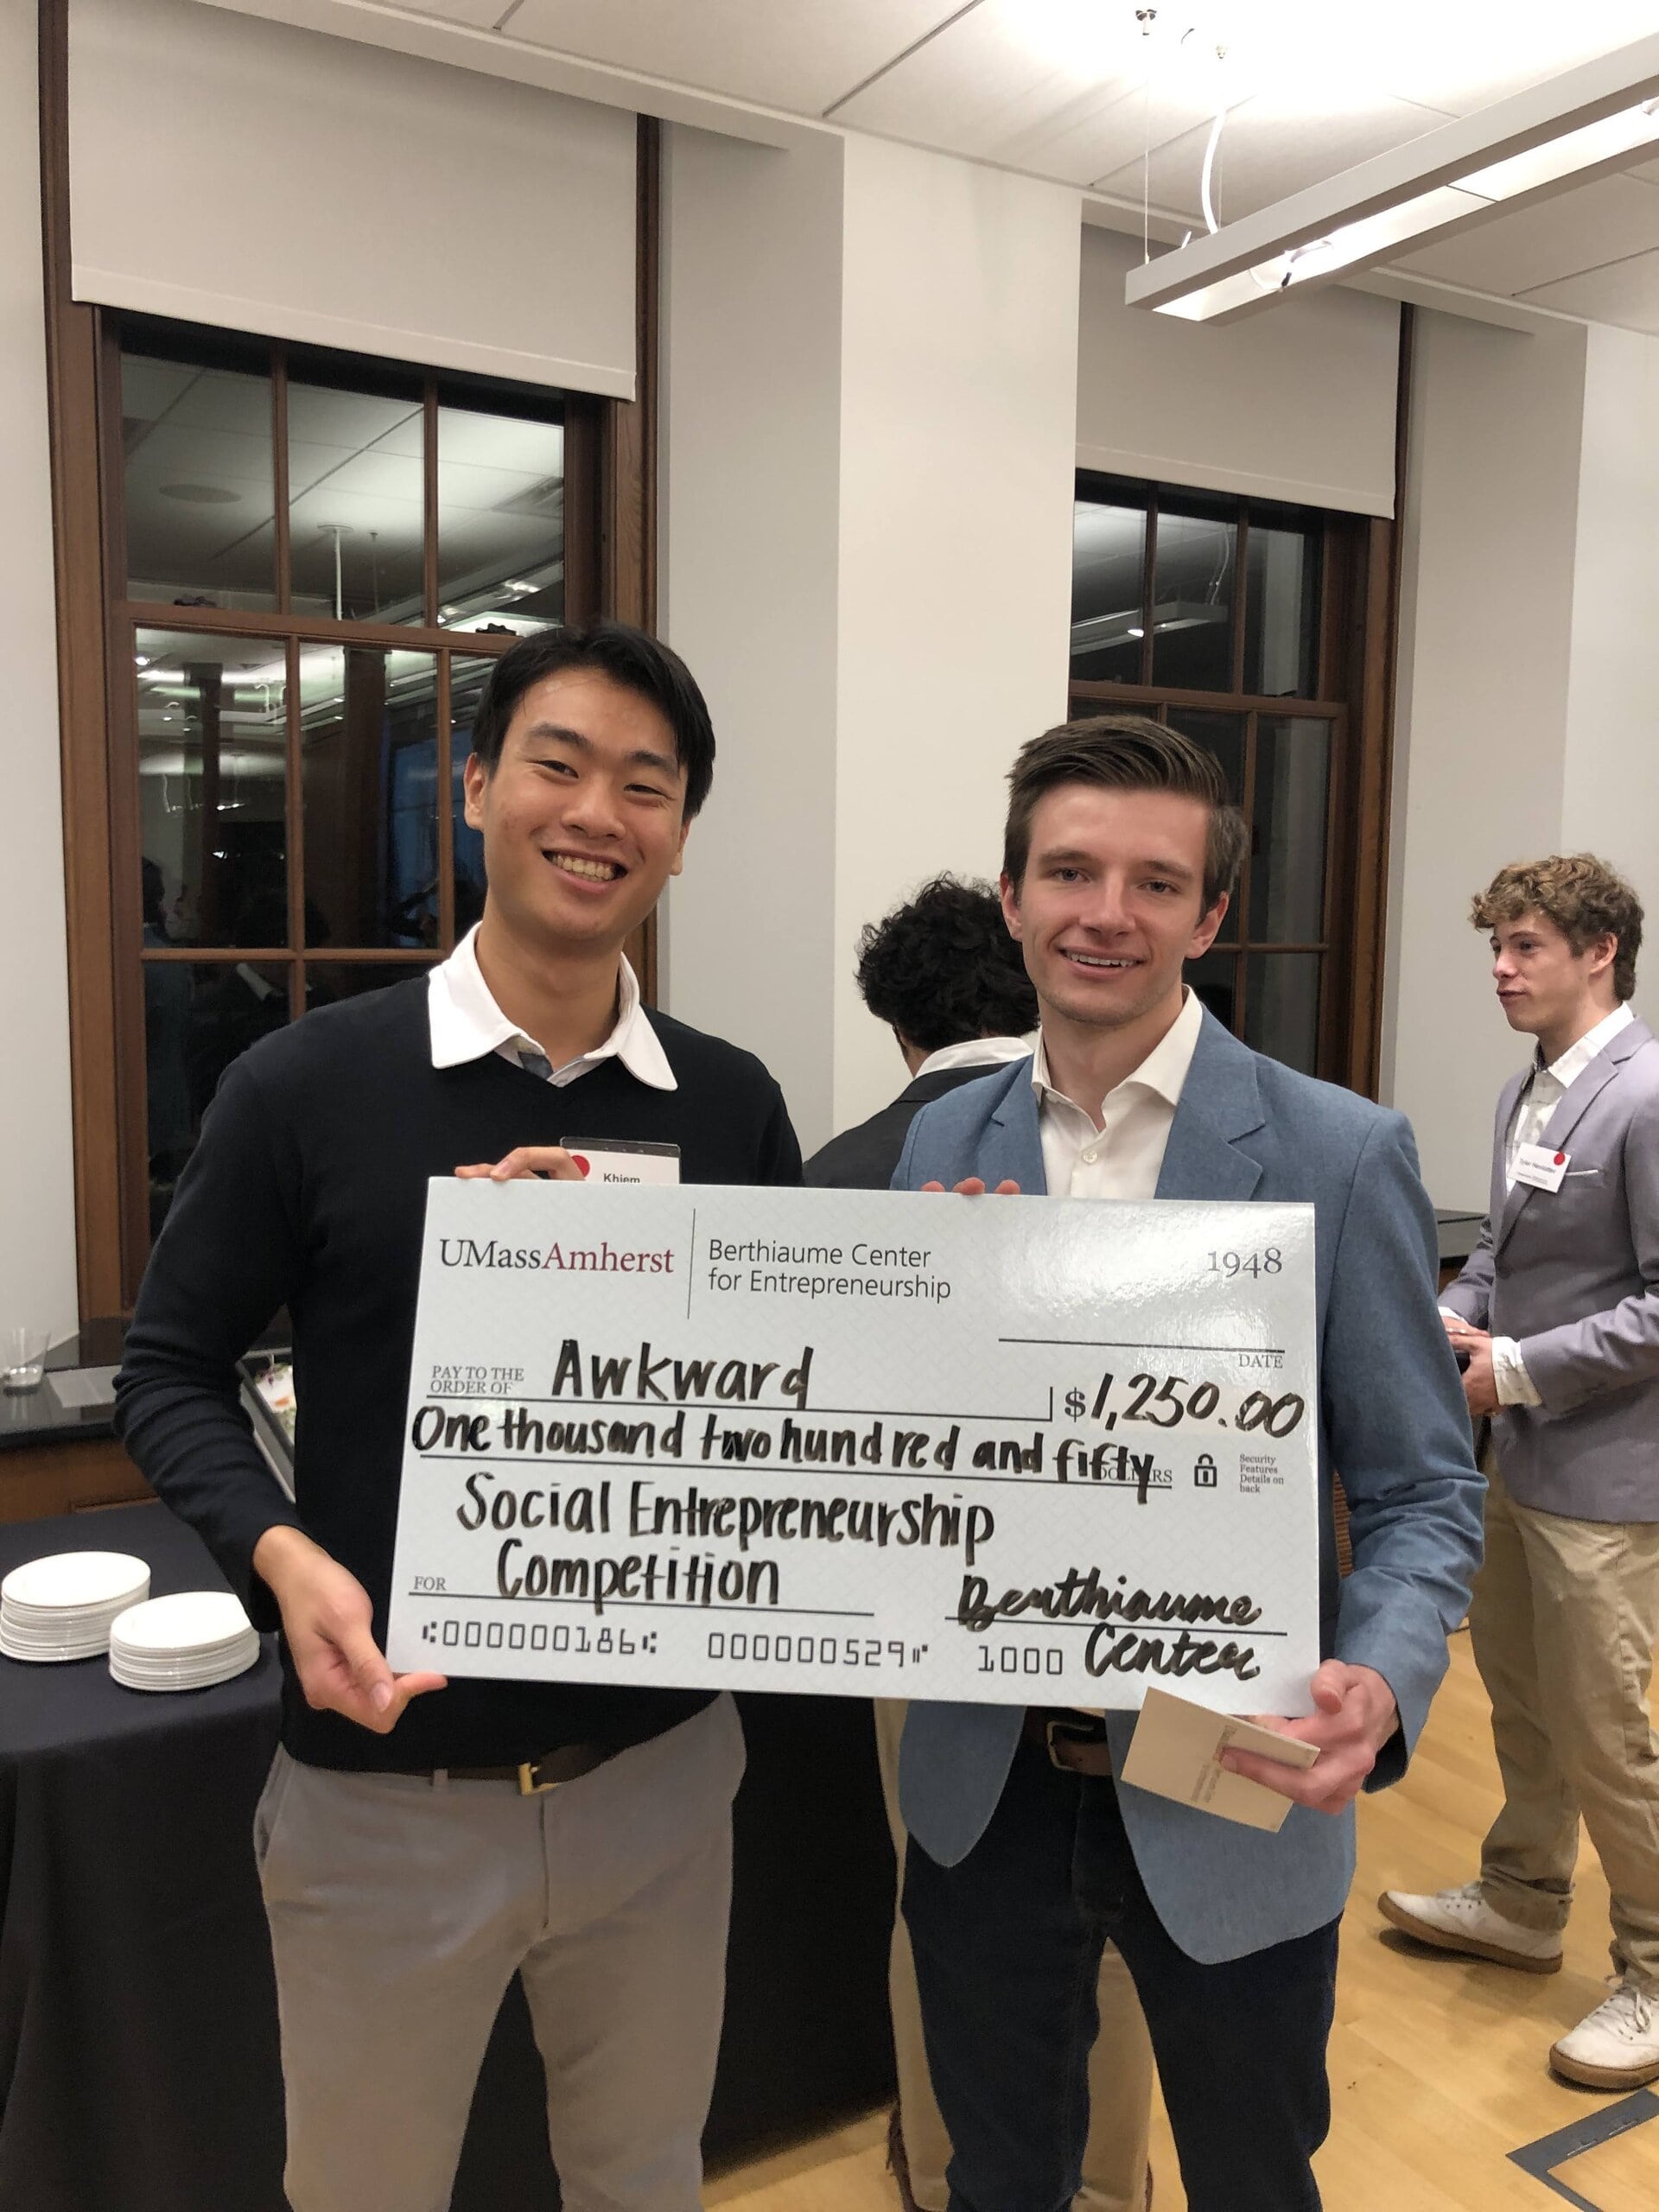 Khiem
UMassAmherst
Berthiaume Center
for Entrepreneurship
1948
DATE
PAY TO THE
ORDER OF
Awkward
$1,250.00
One thousand two hundred and fifty
DOLLARS
Security
Features
Details on
back
Social Entrepreneurship
FOR Competition
Berthiaume
Center
⑆000000186⑆ 000000529⑈ 1000
Tyler